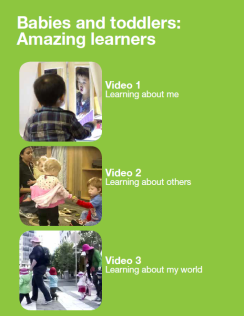 Babies and toddlers:
Amazing learners
Video 1
Learning about me
Video 2
Learning about others
Video 3
Learning about my world